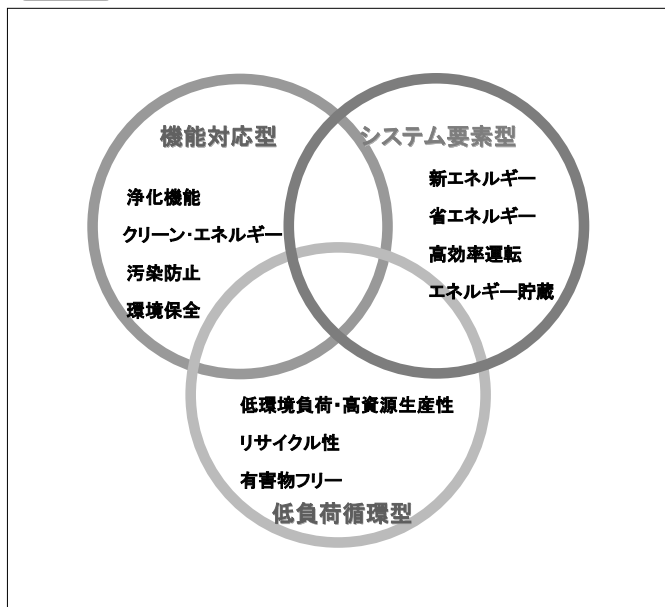 機能対応型
浄化機能
クリーン・エネルギー
汚染防止
環境保全
システム要素型
新エネルギー
省エネルギー
高効率運転
エネルギー貯蔵
低環境負荷・高資源生産性
リサイクル性
有害物フリー
低負荷循環型